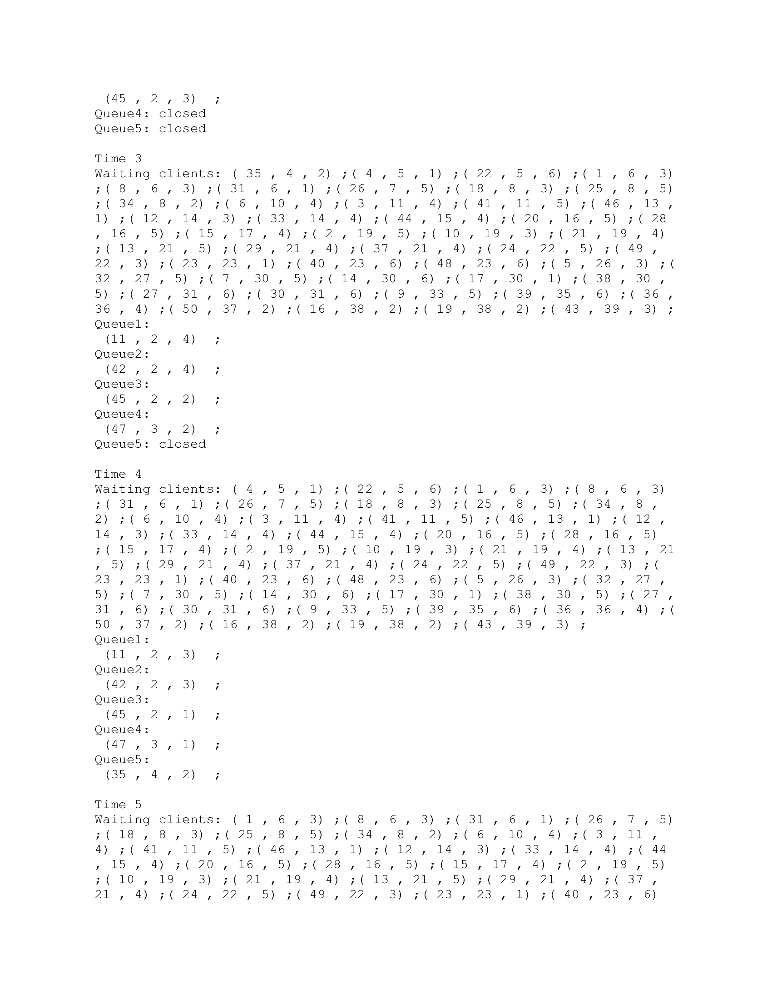 (45 , 2 , 3)  ;
Queue4: closed
Queue5: closed

Time 3
Waiting clients: ( 35 , 4 , 2) ;( 4 , 5 , 1) ;( 22 , 5 , 6) ;( 1 , 6 , 3)
;( 8 , 6 , 3) ;( 31 , 6 , 1) ;( 26 , 7 , 5) ;( 18 , 8 , 3) ;( 25 , 8 , 5)
;( 34 , 8 , 2) ;( 6 , 10 , 4) ;( 3 , 11 , 4) ;( 41 , 11 , 5) ;( 46 , 13 ,
1) ;( 12 , 14 , 3) ;( 33 , 14 , 4) ;( 44 , 15 , 4) ;( 20 , 16 , 5) ;( 28
, 16 , 5) ;( 15 , 17 , 4) ;( 2 , 19 , 5) ;( 10 , 19 , 3) ;( 21 , 19 , 4)
;( 13 , 21 , 5) ;( 29 , 21 , 4) ;( 37 , 21 , 4) ;( 24 , 22 , 5) ;( 49 ,
22 , 3) ;( 23 , 23 , 1) ;( 40 , 23 , 6) ;( 48 , 23 , 6) ;( 5 , 26 , 3) ;(
32 , 27 , 5) ;( 7 , 30 , 5) ;( 14 , 30 , 6) ;( 17 , 30 , 1) ;( 38 , 30 ,
5) ;( 27 , 31 , 6) ;( 30 , 31 , 6) ;( 9 , 33 , 5) ;( 39 , 35 , 6) ;( 36 ,
36 , 4) ;( 50 , 37 , 2) ;( 16 , 38 , 2) ;( 19 , 38 , 2) ;( 43 , 39 , 3) ;
Queue1:
(11 , 2 , 4)  ;
Queue2:
(42 , 2 , 4)  ;
Queue3:
(45 , 2 , 2)  ;
Queue4:
(47 , 3 , 2)  ;
Queue5: closed

Time 4
Waiting clients: ( 4 , 5 , 1) ;( 22 , 5 , 6) ;( 1 , 6 , 3) ;( 8 , 6 , 3)
;( 31 , 6 , 1) ;( 26 , 7 , 5) ;( 18 , 8 , 3) ;( 25 , 8 , 5) ;( 34 , 8 ,
2) ;( 6 , 10 , 4) ;( 3 , 11 , 4) ;( 41 , 11 , 5) ;( 46 , 13 , 1) ;( 12 ,
14 , 3) ;( 33 , 14 , 4) ;( 44 , 15 , 4) ;( 20 , 16 , 5) ;( 28 , 16 , 5)
;( 15 , 17 , 4) ;( 2 , 19 , 5) ;( 10 , 19 , 3) ;( 21 , 19 , 4) ;( 13 , 21
, 5) ;( 29 , 21 , 4) ;( 37 , 21 , 4) ;( 24 , 22 , 5) ;( 49 , 22 , 3) ;(
23 , 23 , 1) ;( 40 , 23 , 6) ;( 48 , 23 , 6) ;( 5 , 26 , 3) ;( 32 , 27 ,
5) ;( 7 , 30 , 5) ;( 14 , 30 , 6) ;( 17 , 30 , 1) ;( 38 , 30 , 5) ;( 27 ,
31 , 6) ;( 30 , 31 , 6) ;( 9 , 33 , 5) ;( 39 , 35 , 6) ;( 36 , 36 , 4) ;(
50 , 37 , 2) ;( 16 , 38 , 2) ;( 19 , 38 , 2) ;( 43 , 39 , 3) ;
Queue1:
(11 , 2 , 3)  ;
Queue2:
(42 , 2 , 3)  ;
Queue3:
(45 , 2 , 1)  ;
Queue4:
(47 , 3 , 1)  ;
Queue5:
(35 , 4 , 2)  ;

Time 5
Waiting clients: ( 1 , 6 , 3) ;( 8 , 6 , 3) ;( 31 , 6 , 1) ;( 26 , 7 , 5)
;( 18 , 8 , 3) ;( 25 , 8 , 5) ;( 34 , 8 , 2) ;( 6 , 10 , 4) ;( 3 , 11 ,
4) ;( 41 , 11 , 5) ;( 46 , 13 , 1) ;( 12 , 14 , 3) ;( 33 , 14 , 4) ;( 44
, 15 , 4) ;( 20 , 16 , 5) ;( 28 , 16 , 5) ;( 15 , 17 , 4) ;( 2 , 19 , 5)
;( 10 , 19 , 3) ;( 21 , 19 , 4) ;( 13 , 21 , 5) ;( 29 , 21 , 4) ;( 37 ,
21 , 4) ;( 24 , 22 , 5) ;( 49 , 22 , 3) ;( 23 , 23 , 1) ;( 40 , 23 , 6)